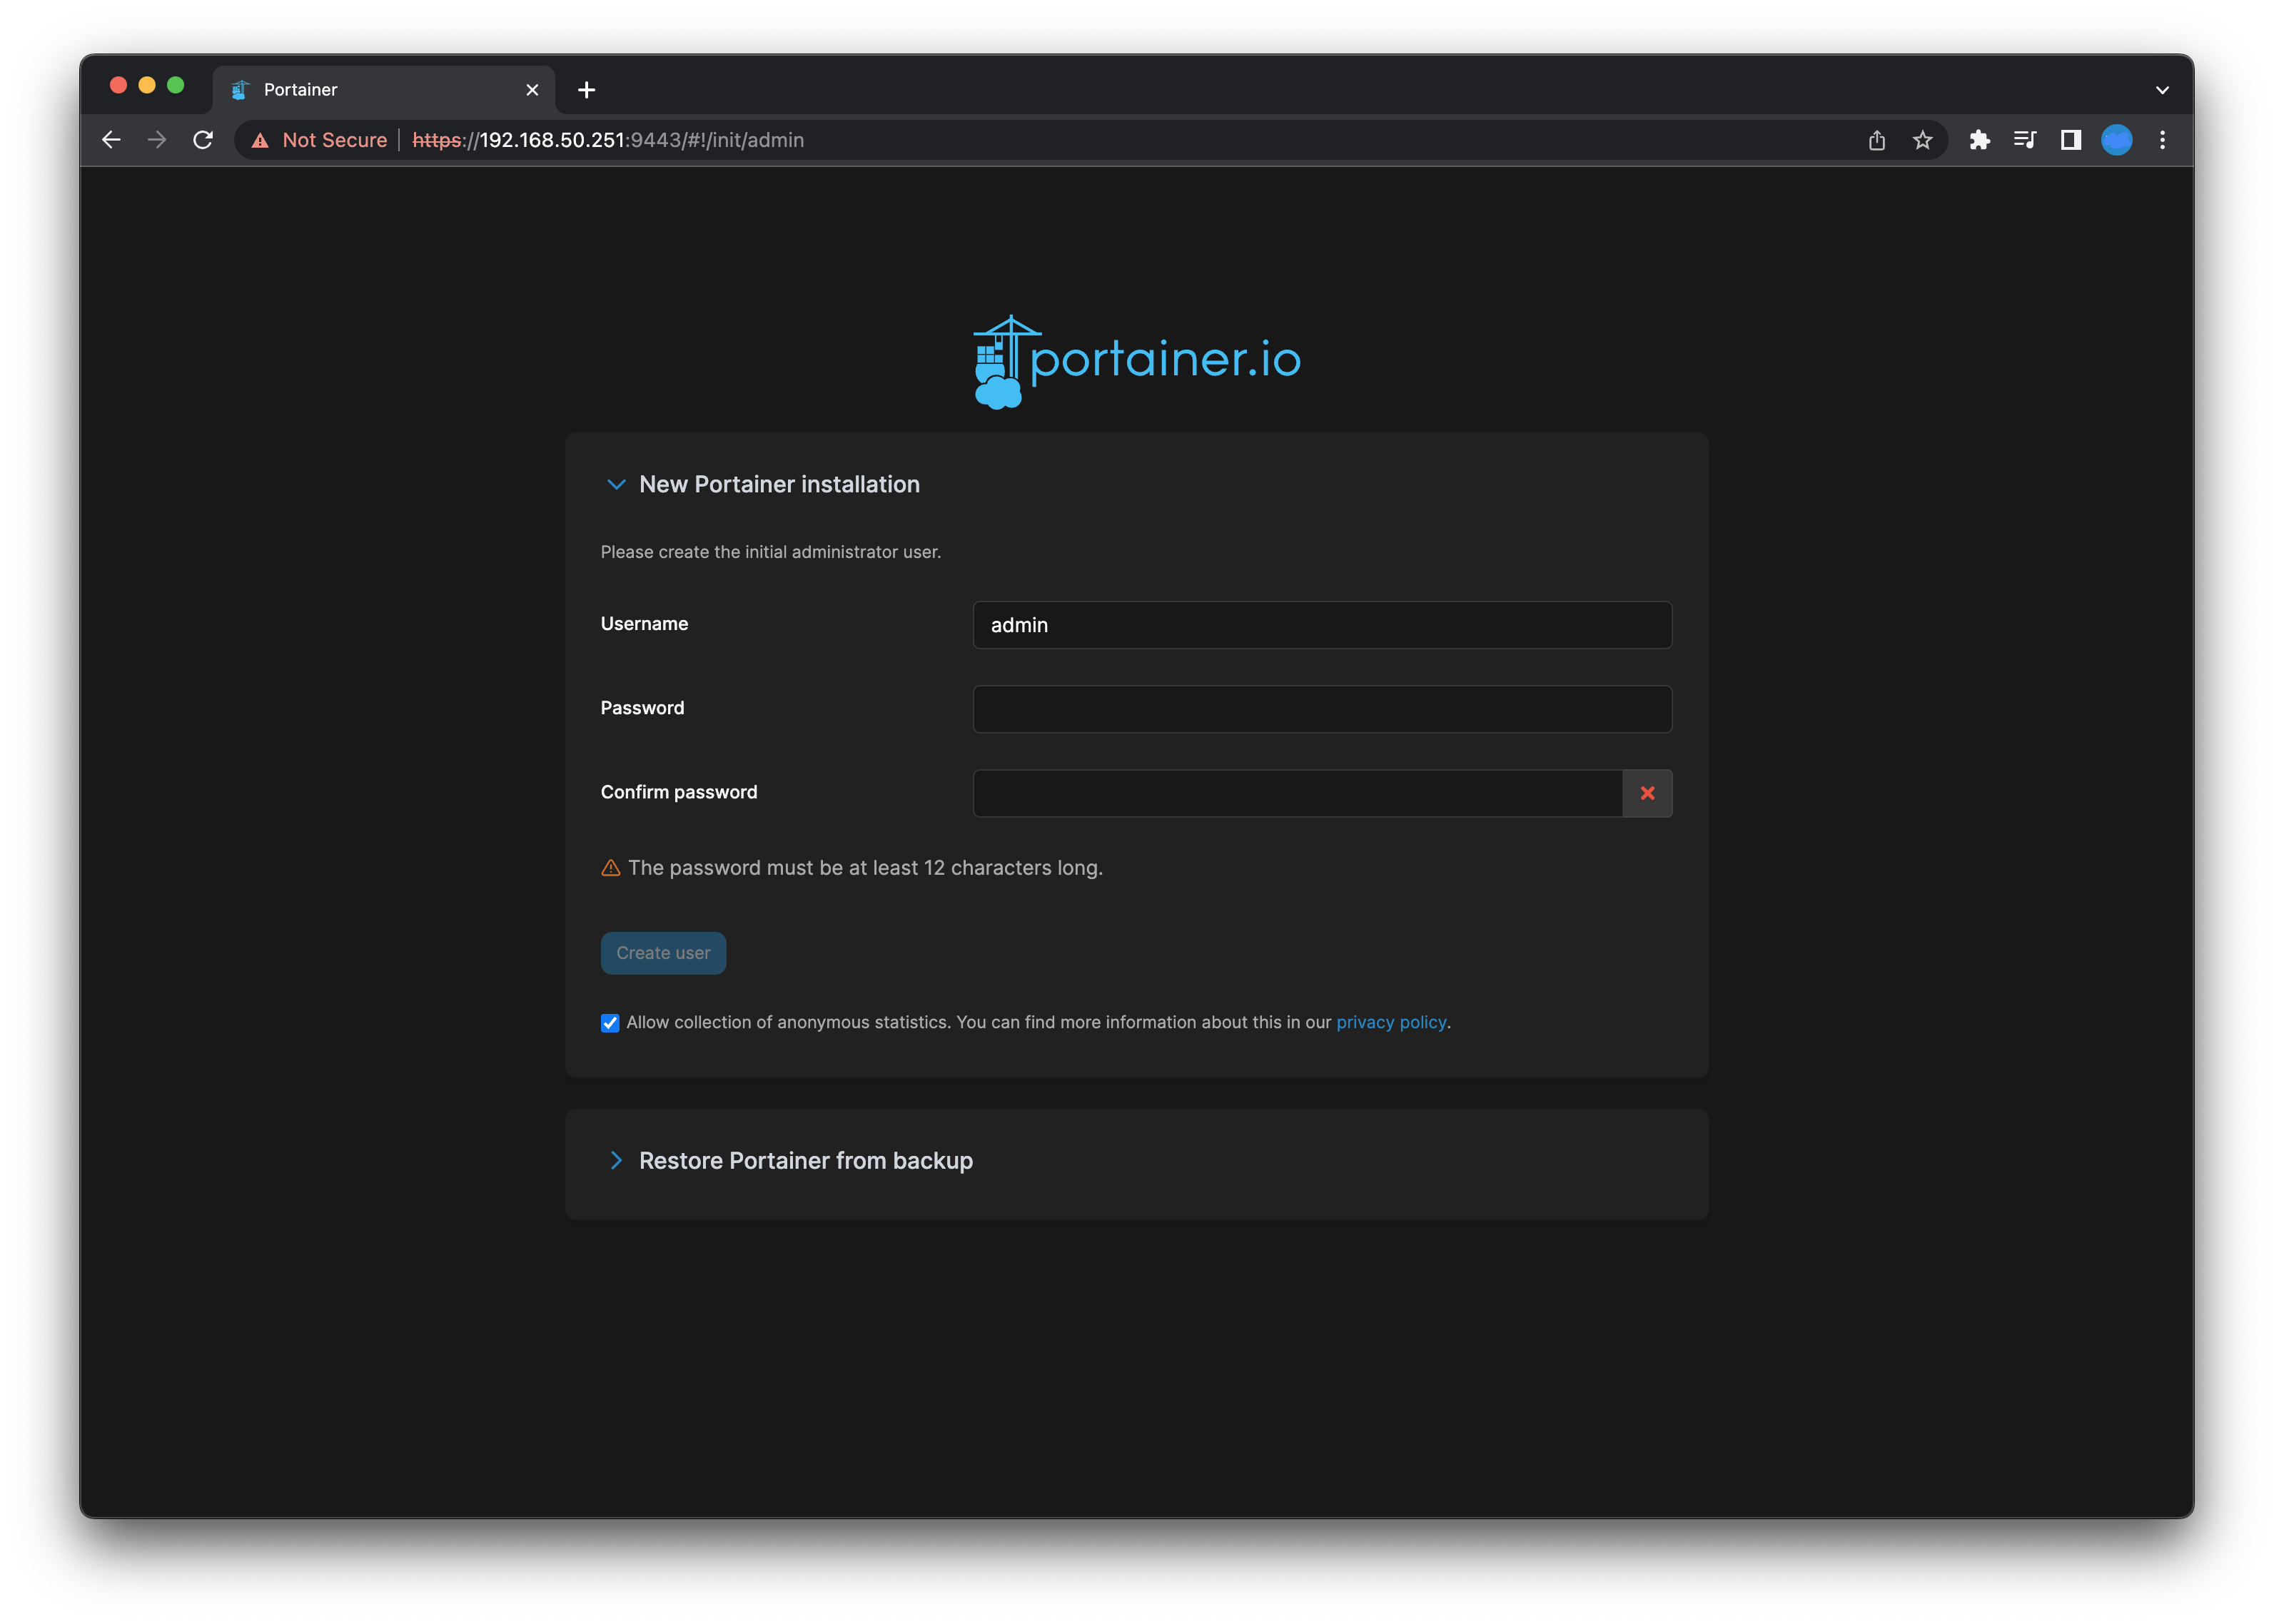 Portainer
Not Secure | https://192.168.50.251:9443/#!/init/admin
portainer.io
New Portainer installation
Please create the initial administrator user.
Username
admin
Password
Confirm password
The password must be at least 12 characters long.
Create user
Allow collection of anonymous statistics. You can find more information about this in our privacy policy.
Restore Portainer from backup